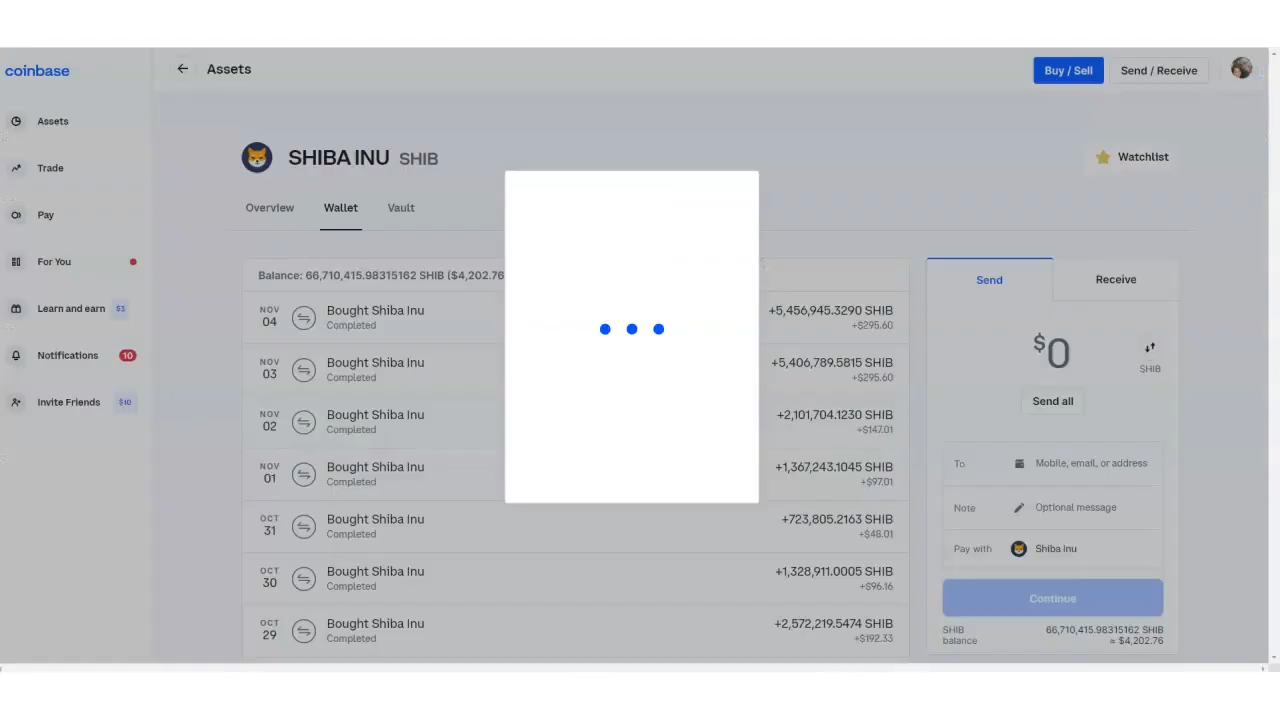 coinbase
Assets
Buy / Sell
Send / Receive
Assets
Trade
Pay
For You
Learn and earn $3
Notifications 10
Invite Friends $10
SHIBA INU SHIB
Watchlist
Overview Wallet Vault
Balance: 66,710,415.98315162 SHIB ($4,202.76
NOV 04 Bought Shiba Inu +5,456,945.3290 SHIB
Completed +$295.60
NOV 03 Bought Shiba Inu +5,406,789.5815 SHIB
Completed +$295.60
NOV 02 Bought Shiba Inu +2,101,704.1230 SHIB
Completed +$147.01
NOV 01 Bought Shiba Inu +1,367,243.1045 SHIB
Completed +$97.01
OCT 31 Bought Shiba Inu +723,805.2163 SHIB
Completed +$48.01
OCT 30 Bought Shiba Inu +1,328,911.0005 SHIB
Completed +$96.16
OCT 29 Bought Shiba Inu +2,572,219.5474 SHIB
Completed +$192.33
Send Receive
$0
SHIB
Send all
To Mobile, email, or address
Note Optional message
Pay with Shiba Inu
Continue
SHIB balance 66,710,415.98315162 SHIB
≈ $4,202.76